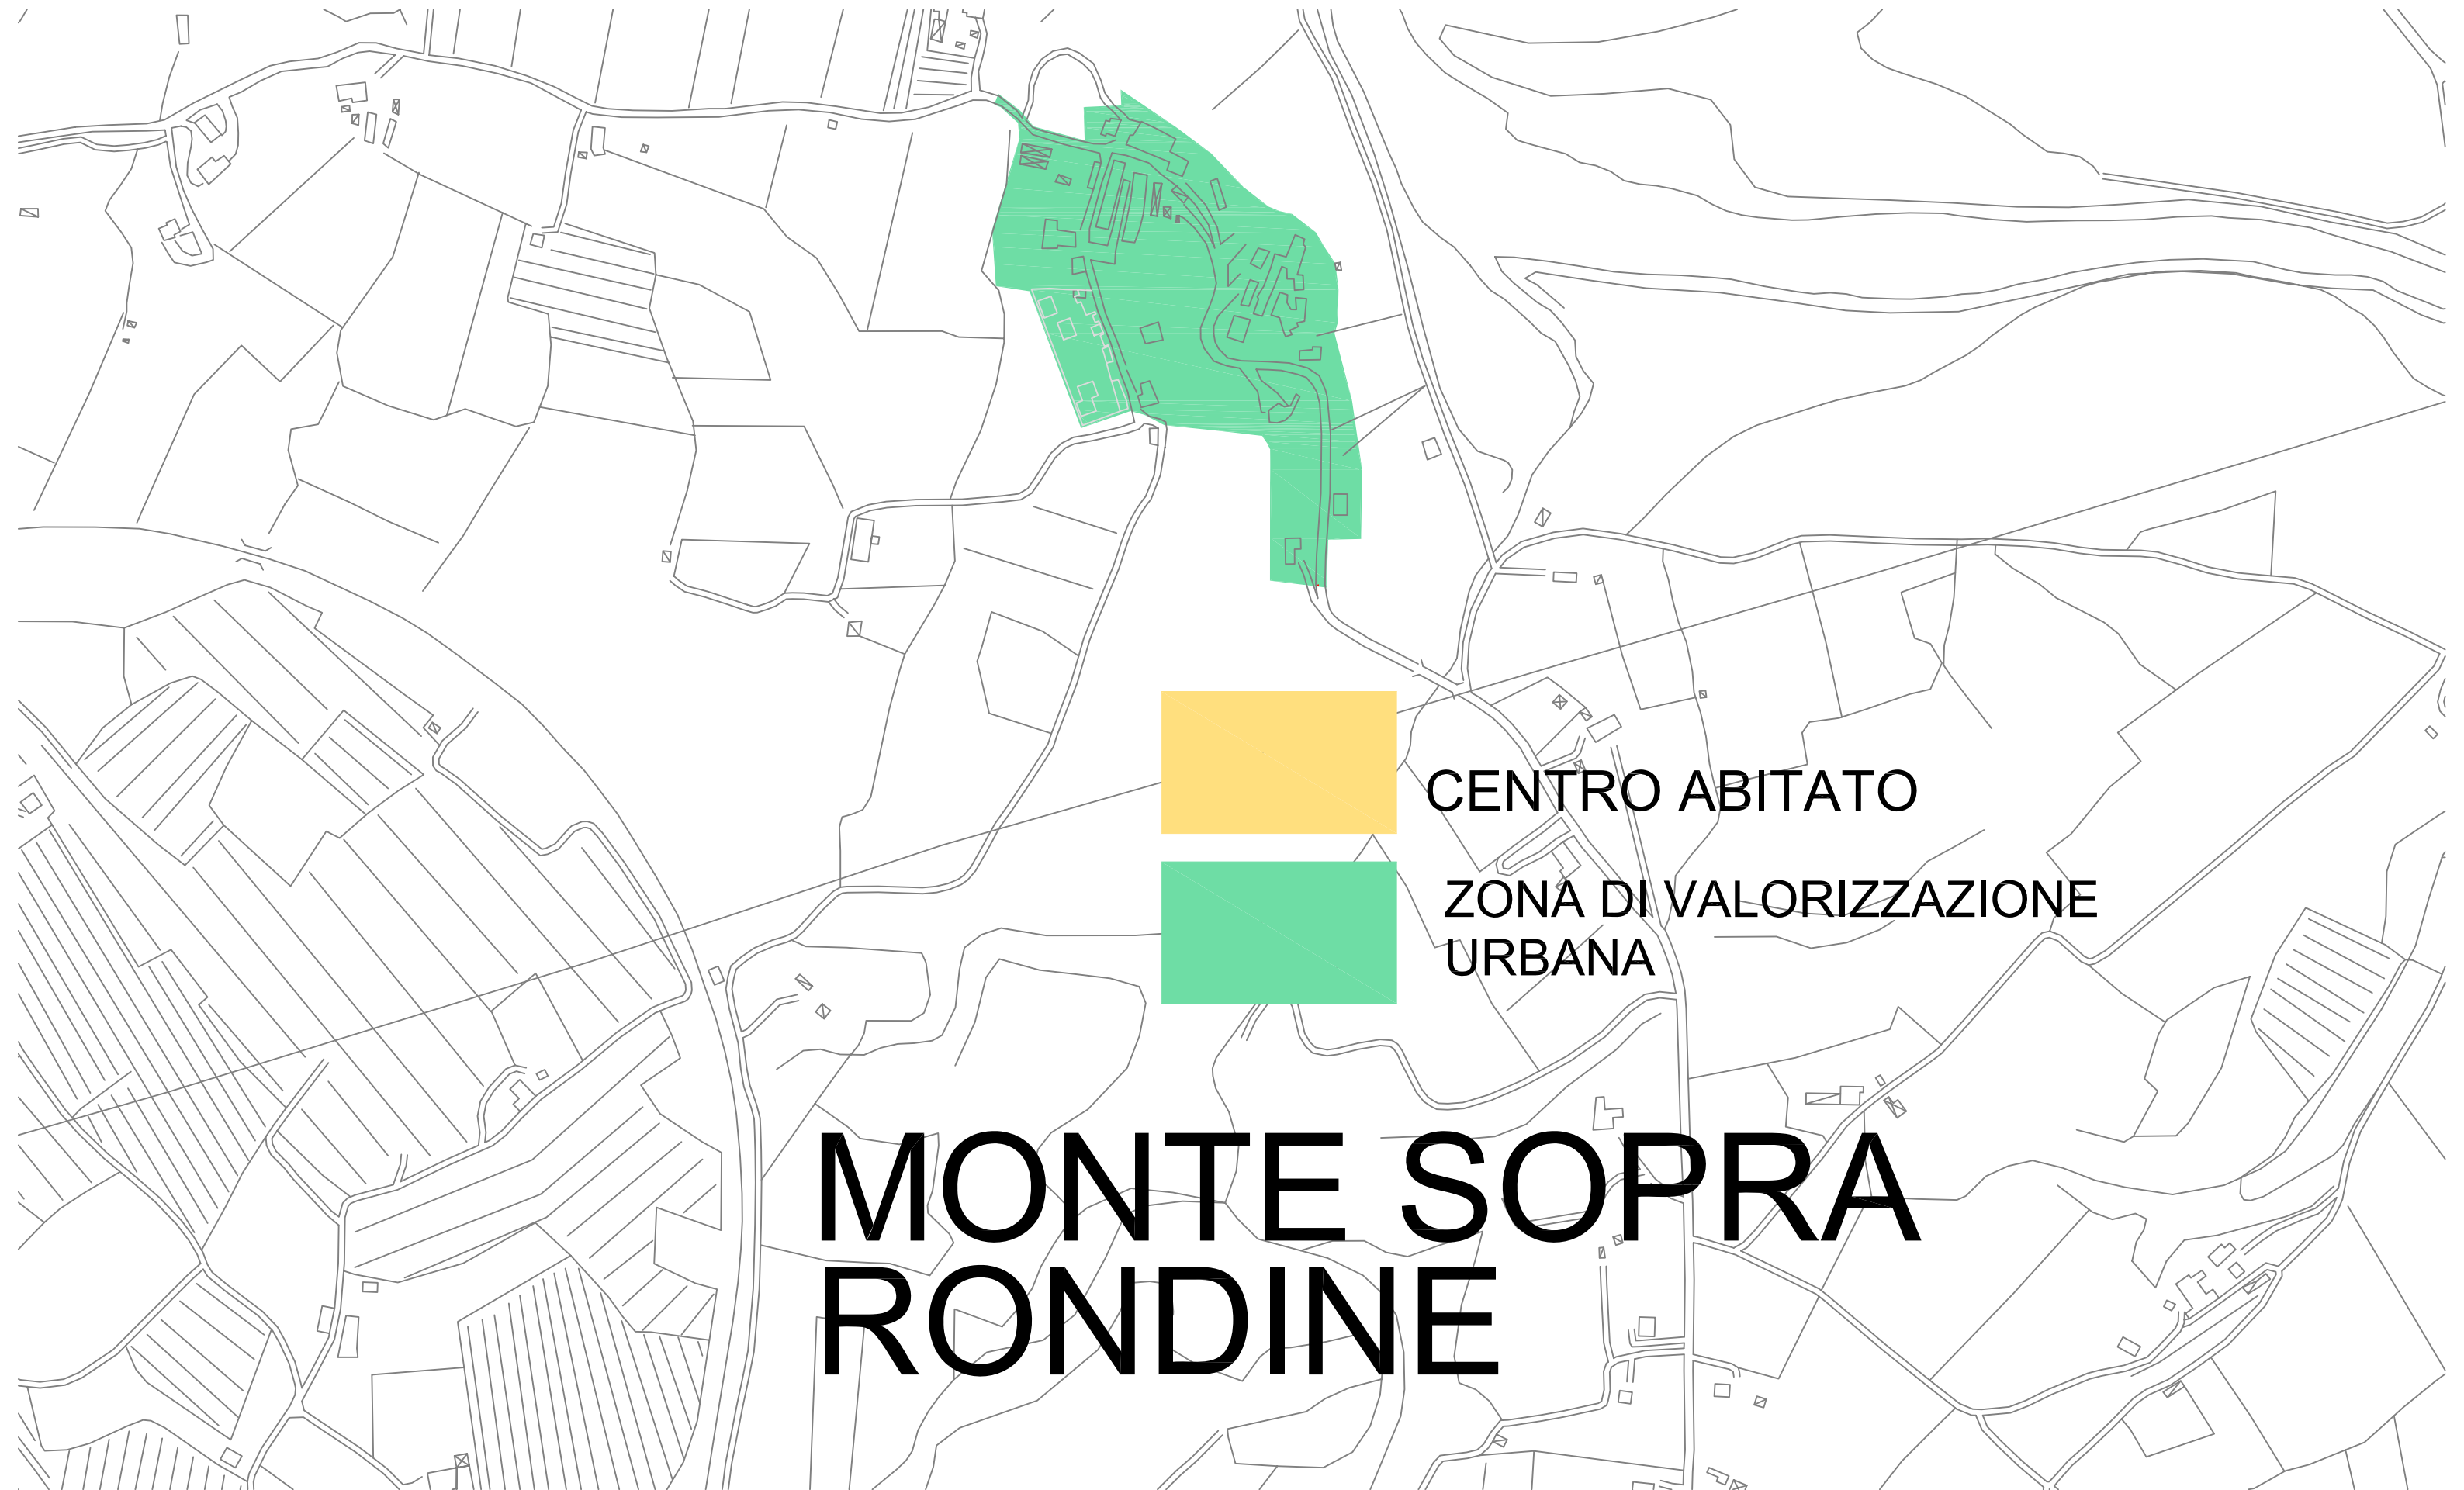 CENTRO ABITATO
ZONA DI VALORIZZAZIONE
URBANA
MONTE SOPRA
RONDINE